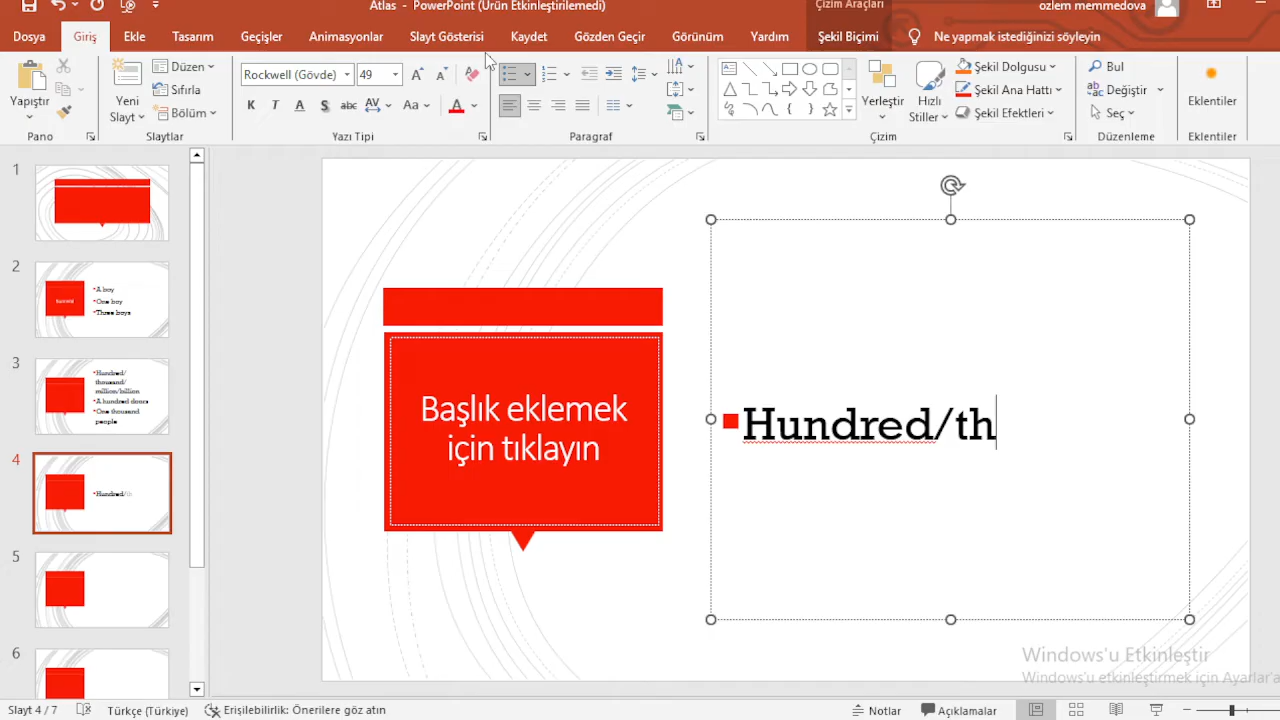 Atlas - PowerPoint (Ürün Etkinleştirilemedi)
Çizim Araçları
ozlem memmedova
Dosya Giriş Ekle Tasarım Geçişler Animasyonlar Slayt Gösterisi Kaydet Gözden Geçir Görünüm Yardım Şekil Biçimi Ne yapmak istediğinizi söyleyin
Yapıştır
Pano
Yeni Slayt
Düzen
Sıfırla
Bölüm
Slaytlar
Rockwell (Gövde) 49
K T A S abc AV Aa A
Yazı Tipi
Paragraf
Yerleştir
Hızlı Stiller
Şekil Dolgusu
Şekil Ana Hattı
Şekil Efektleri
Çizim
Bul
Değiştir
Seç
Düzenleme
Eklentiler
Eklentiler
1
2
A boy
One boy
Three boys
3
Hundred/
thousand/
million/billion
A hundred doors
One thousand
people
4
Hundred/th
5
6
Başlık eklemek
için tıklayın
Hundred/th
Windows'u Etkinleştir
Windows'u etkinleştirmek için Ayarlar'a
Slayt 4 / 7 Türkçe (Türkiye) Erişilebilirlik: Önerilere göz atın Notlar Açıklamalar